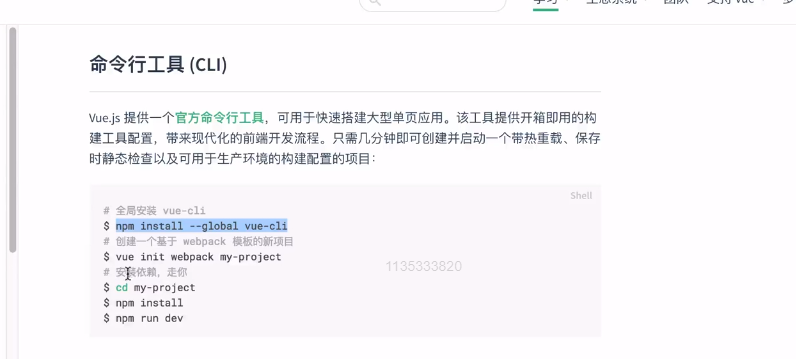 学习 生态系统 团队 支持 Vue
命令行工具 (CLI)
Vue.js 提供一个官方命令行工具，可用于快速搭建大型单页应用。该工具提供开箱即用的构
建工具配置，带来现代化的前端开发流程。只需几分钟即可创建并启动一个带热重载、保存
时静态检查以及可用于生产环境的构建配置的项目：
Shell
# 全局安装 vue-cli
$ npm install --global vue-cli
# 创建一个基于 webpack 模板的新项目
$ vue init webpack my-project
# 安装依赖，走你
$ cd my-project
$ npm install
$ npm run dev
1135333820